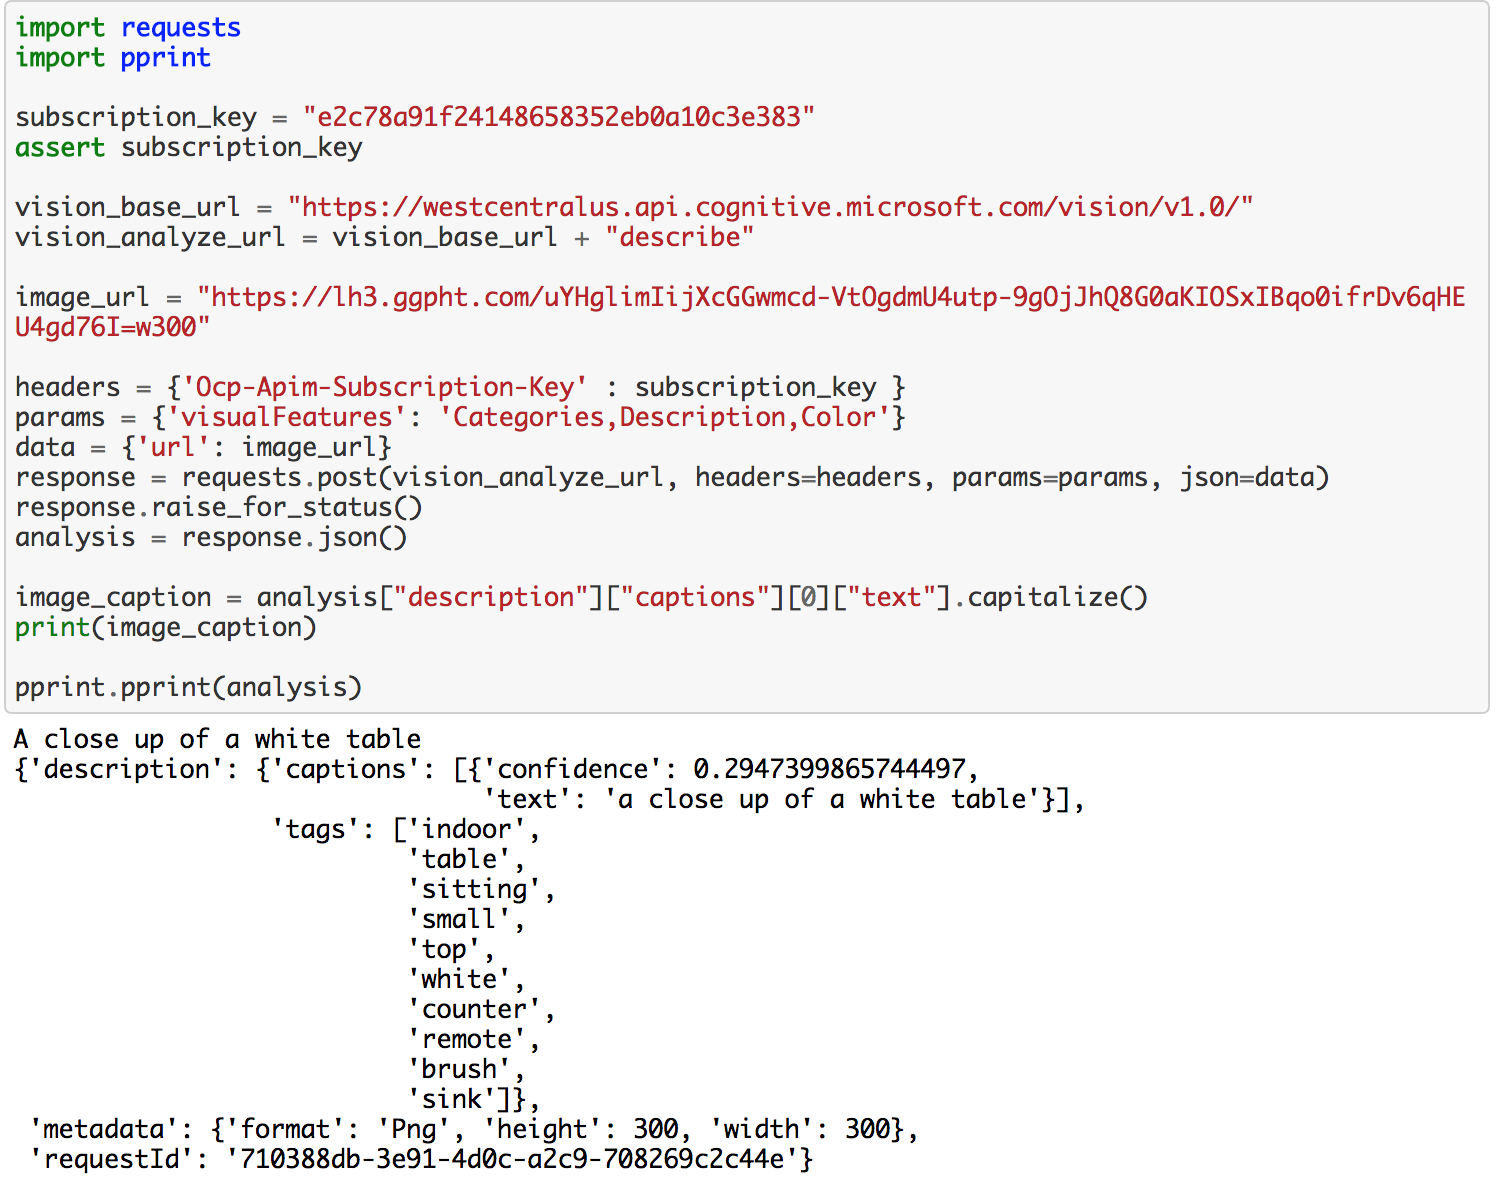 import requests
import pprint

subscription_key = "e2c78a91f24148658352eb0a10c3e383"
assert subscription_key

vision_base_url = "https://westcentralus.api.cognitive.microsoft.com/vision/v1.0/"
vision_analyze_url = vision_base_url + "describe"

image_url = "https://lh3.ggpht.com/uYHglimIijXcGGwmcd-VtOgdmU4utp-9gOjJhQ8G0aKIOSxIBqo0ifrDv6qHE
U4gd76I=w300"

headers = {'Ocp-Apim-Subscription-Key' : subscription_key }
params = {'visualFeatures': 'Categories,Description,Color'}
data = {'url': image_url}
response = requests.post(vision_analyze_url, headers=headers, params=params, json=data)
response.raise_for_status()
analysis = response.json()

image_caption = analysis["description"]["captions"][0]["text"].capitalize()
print(image_caption)

pprint.pprint(analysis)
A close up of a white table
{'description': {'captions': [{'confidence': 0.2947399865744497,
                               'text': 'a close up of a white table'}],
                 'tags': ['indoor',
                          'table',
                          'sitting',
                          'small',
                          'top',
                          'white',
                          'counter',
                          'remote',
                          'brush',
                          'sink']},
 'metadata': {'format': 'Png', 'height': 300, 'width': 300},
 'requestId': '710388db-3e91-4d0c-a2c9-708269c2c44e'}